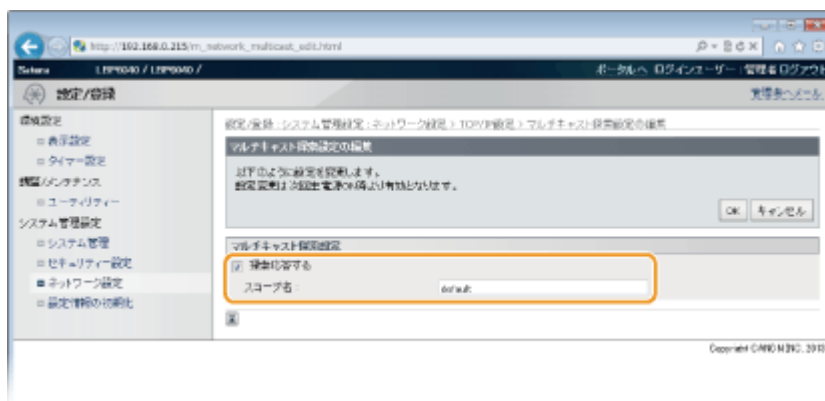 http://192.168.0.215/m_network_multicast_edit.html
Satera LBP9040 / LBP9040 /
ポータルへ ログインユーザー：管理者 ログアウト
設定/登録
管理者へメール
環境設定
表示設定
タイマー設定
調整/メンテナンス
ユーティリティー
システム管理設定
システム管理
セキュリティー設定
ネットワーク設定
設定情報の初期化
設定/登録 : システム管理設定 : ネットワーク設定 > TCP/IP設定 > マルチキャスト探索設定の編集
マルチキャスト探索設定の編集
以下のように設定を変更します。
設定変更は次回主電源ON時より有効となります。
OK キャンセル
マルチキャスト探索設定
探索応答する
スコープ名 : default
Copyright CANON INC. 2013